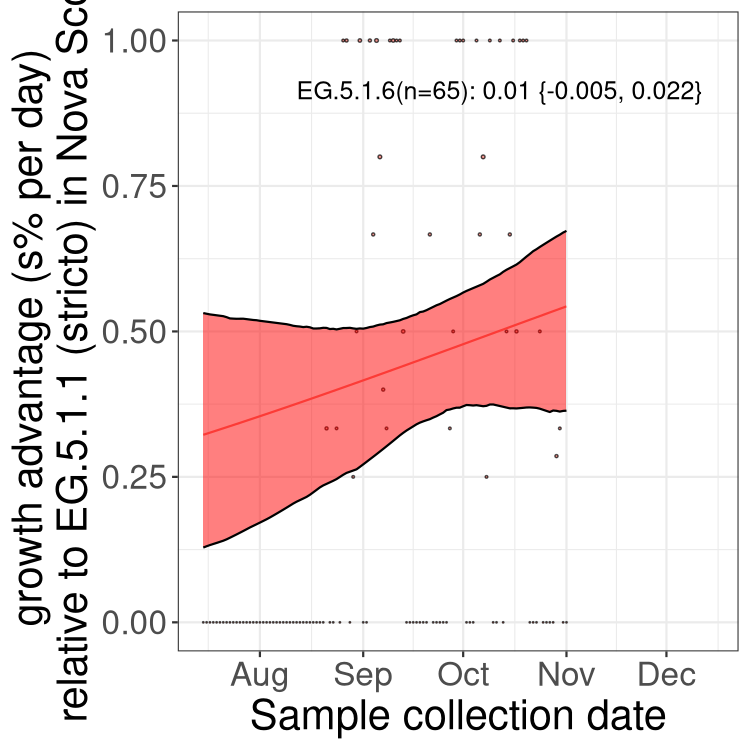 growth advantage (s% per day)
relative to EG.5.1.1 (stricto) in Nova
1.00
0.75
0.50
0.25
0.00
EG.5.1.6(n=65): 0.01 {-0.005, 0.022}
Aug Sep Oct Nov Dec
Sample collection date